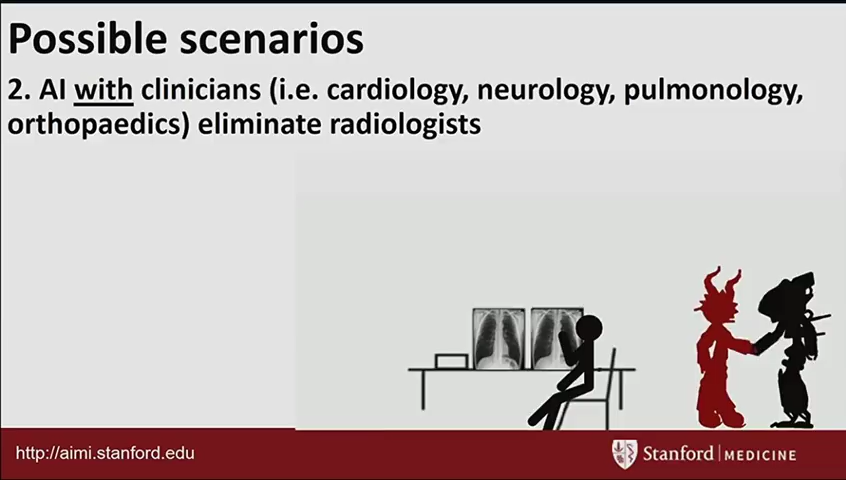 Possible scenarios
2. AI with clinicians (i.e. cardiology, neurology, pulmonology,
orthopaedics) eliminate radiologists
http://aimi.stanford.edu
Stanford | MEDICINE